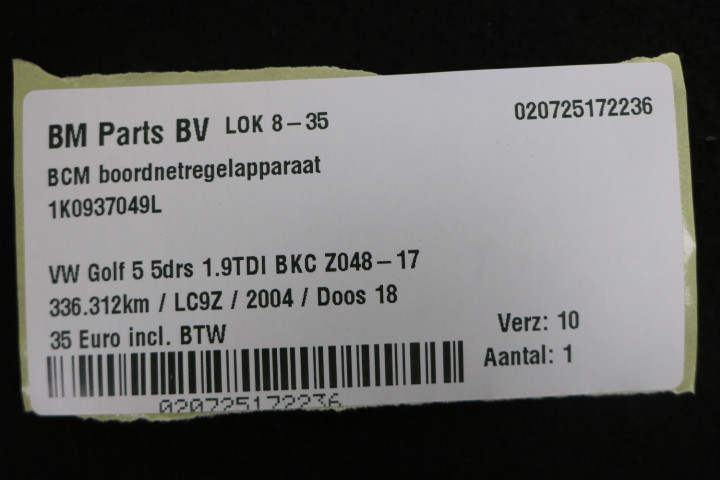 BM Parts BV LOK 8-35 020725172236
BCM boordnetregelapparaat
1K0937049L
VW Golf 5 5drs 1.9TDI BKC Z048-17
336.312km / LC9Z / 2004 / Doos 18
35 Euro incl. BTW
Verz: 10
Aantal: 1
020725172236